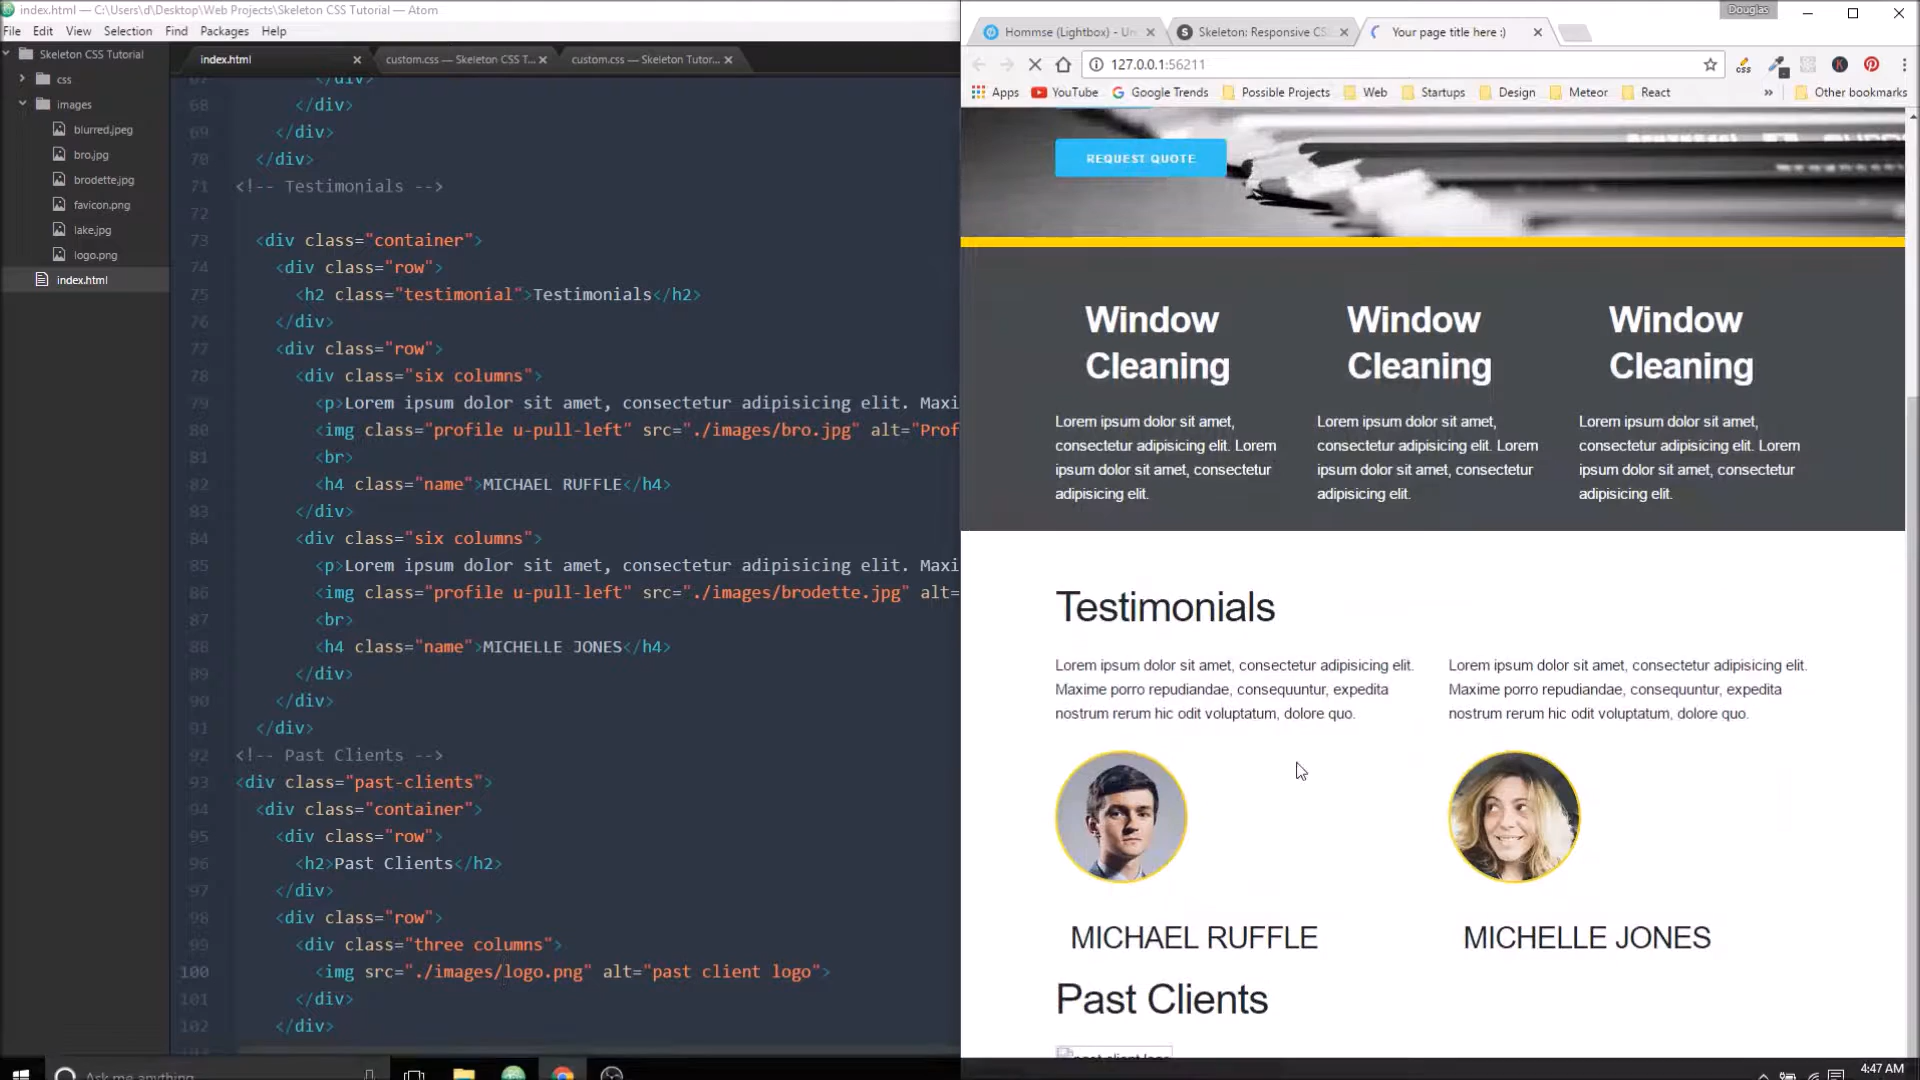 index.html — C:\Users\d\Desktop\Web Projects\Skeleton CSS Tutorial — Atom
File Edit View Selection Find Packages Help
Skeleton CSS Tutorial
css
images
blurred.jpeg
bro.jpg
brodette.jpg
favicon.png
lake.jpg
logo.png
index.html
index.html
custom.css — Skeleton CSS T...
custom.css — Skeleton Tutor...
68 </div>
69 </div>
70 </div>
71 <!-- Testimonials -->
72
73 <div class="container">
74 <div class="row">
75 <h2 class="testimonial">Testimonials</h2>
76 </div>
77 <div class="row">
78 <div class="six columns">
79 <p>Lorem ipsum dolor sit amet, consectetur adipisicing elit. Maxi
80 <img class="profile u-pull-left" src="./images/bro.jpg" alt="Prof
81 <br>
82 <h4 class="name">MICHAEL RUFFLE</h4>
83 </div>
84 <div class="six columns">
85 <p>Lorem ipsum dolor sit amet, consectetur adipisicing elit. Maxi
86 <img class="profile u-pull-left" src="./images/brodette.jpg" alt=
87 <br>
88 <h4 class="name">MICHELLE JONES</h4>
89 </div>
90 </div>
91 </div>
92 <!-- Past Clients -->
93 <div class="past-clients">
94 <div class="container">
95 <div class="row">
96 <h2>Past Clients</h2>
97 </div>
98 <div class="row">
99 <div class="three columns">
100 <img src="./images/logo.png" alt="past client logo">
101 </div>
102 </div>
Douglas
Hommse (Lightbox) - Un
Skeleton: Responsive CS
Your page title here :)
127.0.0.1:56211
Apps YouTube Google Trends Possible Projects Web Startups Design Meteor React » Other bookmarks
REQUEST QUOTE
Window Window Window
Cleaning Cleaning Cleaning
Lorem ipsum dolor sit amet, Lorem ipsum dolor sit amet, Lorem ipsum dolor sit amet,
consectetur adipisicing elit. Lorem consectetur adipisicing elit. Lorem consectetur adipisicing elit. Lorem
ipsum dolor sit amet, consectetur ipsum dolor sit amet, consectetur ipsum dolor sit amet, consectetur
adipisicing elit. adipisicing elit. adipisicing elit.
Testimonials
Lorem ipsum dolor sit amet, consectetur adipisicing elit. Lorem ipsum dolor sit amet, consectetur adipisicing elit.
Maxime porro repudiandae, consequuntur, expedita Maxime porro repudiandae, consequuntur, expedita
nostrum rerum hic odit voluptatum, dolore quo. nostrum rerum hic odit voluptatum, dolore quo.
MICHAEL RUFFLE MICHELLE JONES
Past Clients
past client logo
Ask me anything
4:47 AM